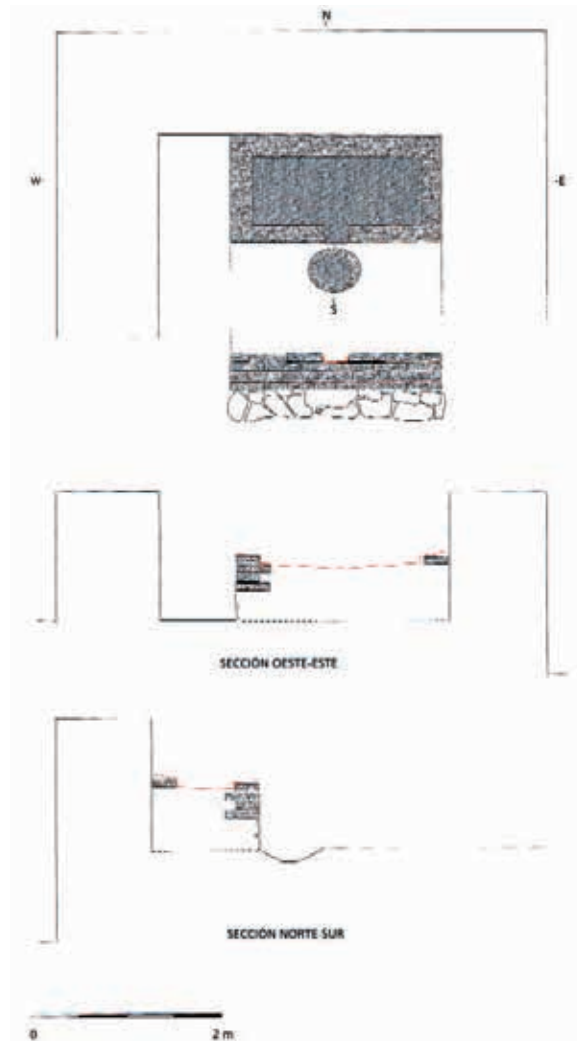 N
W E
S
SECCIÓN OESTE-ESTE
SECCIÓN NORTE-SUR
0 2 m